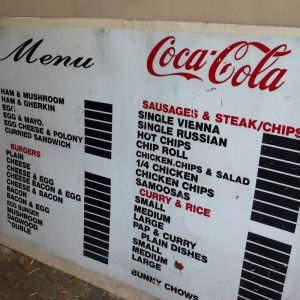 Menu
Coca-Cola
HAM & MUSHROOM
HAM & GHERKIN
EGG
EGG & MAYO.
EGG CHEESE & POLONY
CURRIED SANDWICH
BURGERS
PLAIN
CHEESE
EGG
CHEESE & EGG
CHEESE & BACON & EGG
BACON
BACON & EGG
EGG BURGER
MUSHROOM
DAGWOOD
DOUBLE
SAUSAGES & STEAK/CHIPS
SINGLE VIENNA
SINGLE RUSSIAN
HOT CHIPS
CHIP ROLL
CHICKEN.CHIPS & SALAD
1/4 CHICKEN
CHICKEN CHIPS
SAMOOSAS
CURRY & RICE
SMALL
MEDIUM
LARGE
PAP & CURRY
PLAIN DISHES
SMALL
MEDIUM
LARGE
BUNNY CHOWS